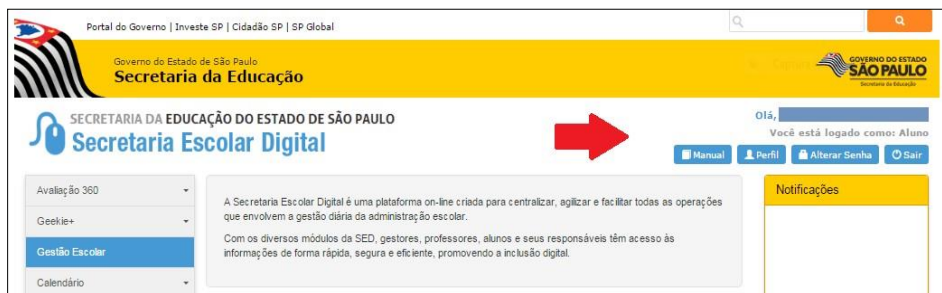 Portal do Governo | Investe SP | Cidadão SP | SP Global
Governo do Estado de São Paulo
Secretaria da Educação
GOVERNO DO ESTADO
SÃO PAULO
Secretaria da Educação
SECRETARIA DA EDUCAÇÃO DO ESTADO DE SÃO PAULO
Secretaria Escolar Digital
Olá,
Você está logado como: Aluno
Manual
Perfil
Alterar Senha
Sair
Avaliação 360
Geekie+
Gestão Escolar
Calendário
A Secretaria Escolar Digital é uma plataforma on-line criada para centralizar, agilizar e facilitar todas as operações
que envolvem a gestão diária da administração escolar.
Com os diversos módulos da SED, gestores, professores, alunos e seus responsáveis têm acesso às
informações de forma rápida, segura e eficiente, promovendo a inclusão digital.
Notificações